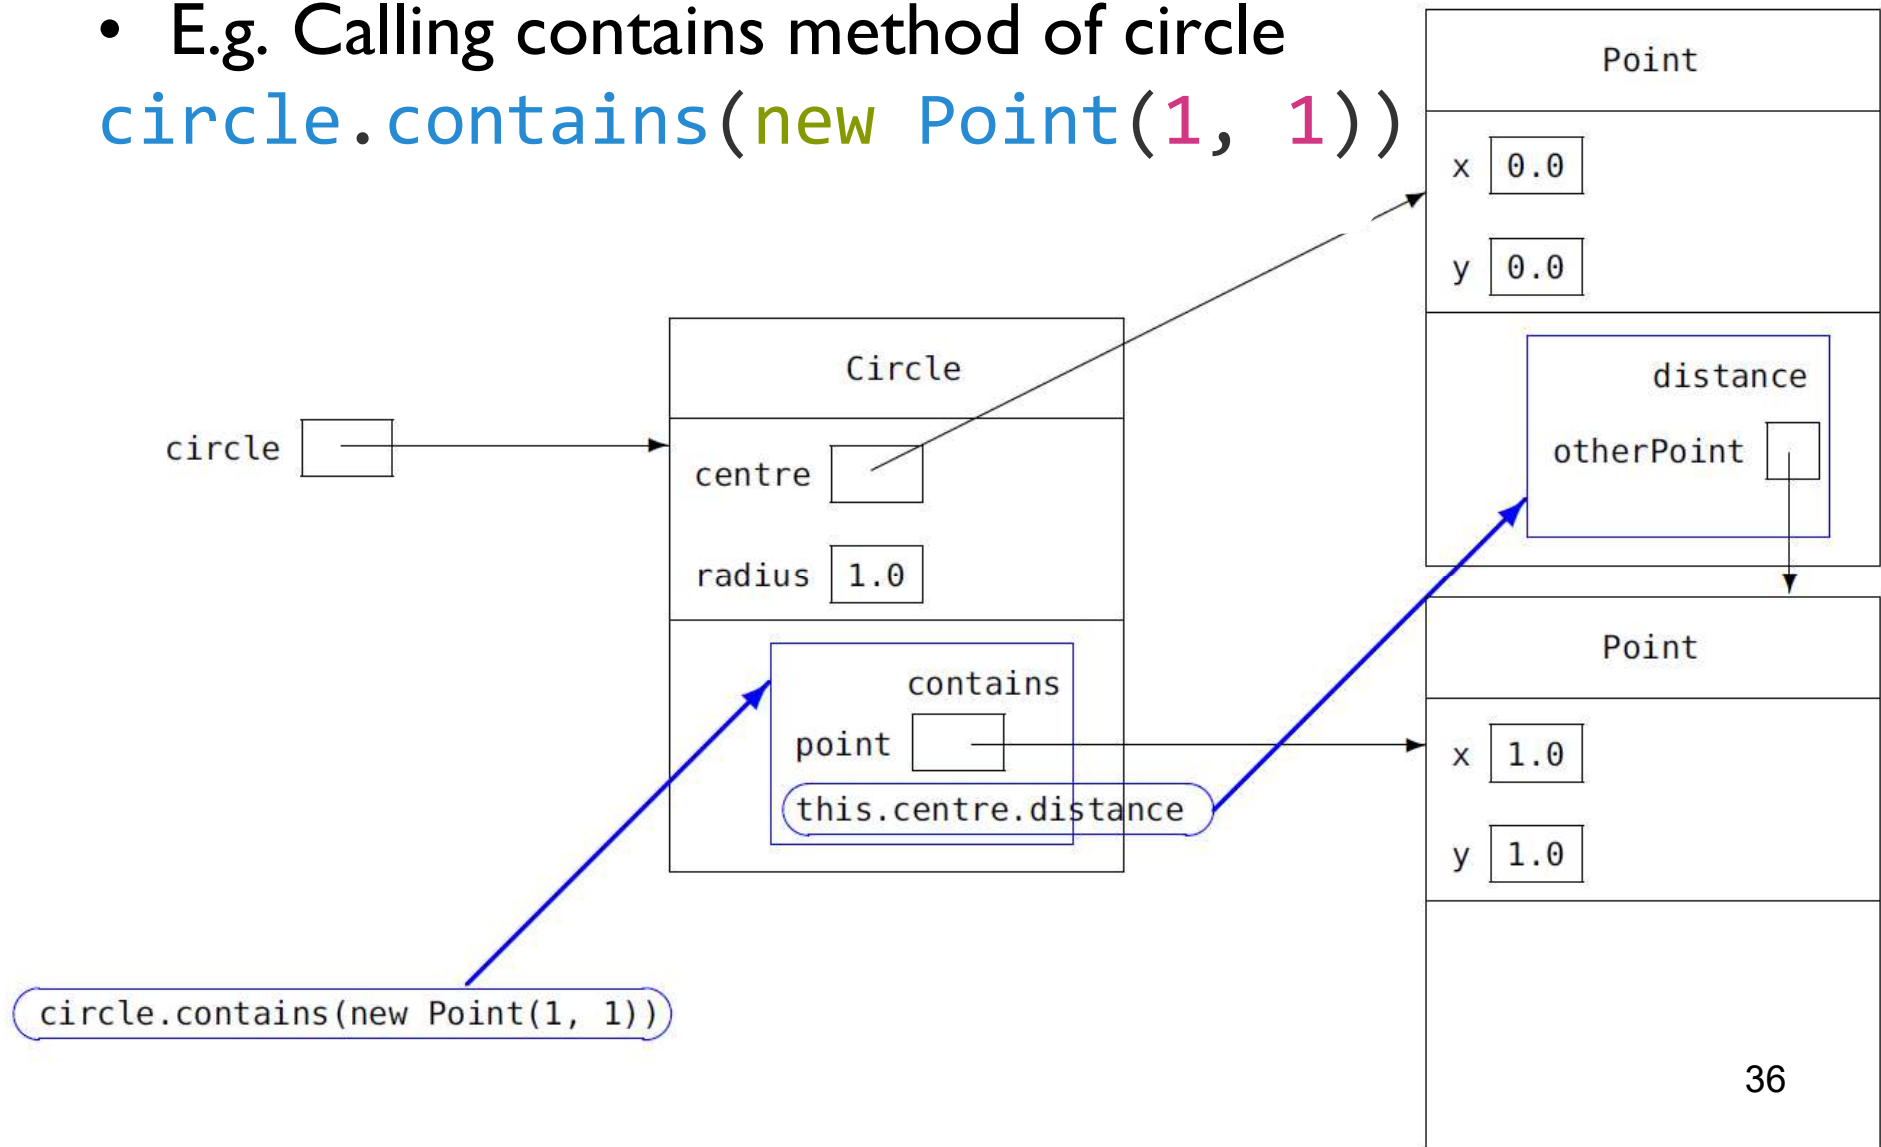 • E.g. Calling contains method of circle
circle.contains(new Point(1, 1))
Point
x 0.0
y 0.0
distance
otherPoint
Circle
circle
centre
radius 1.0
contains
point
this.centre.distance
Point
x 1.0
y 1.0
circle.contains(new Point(1, 1))
36